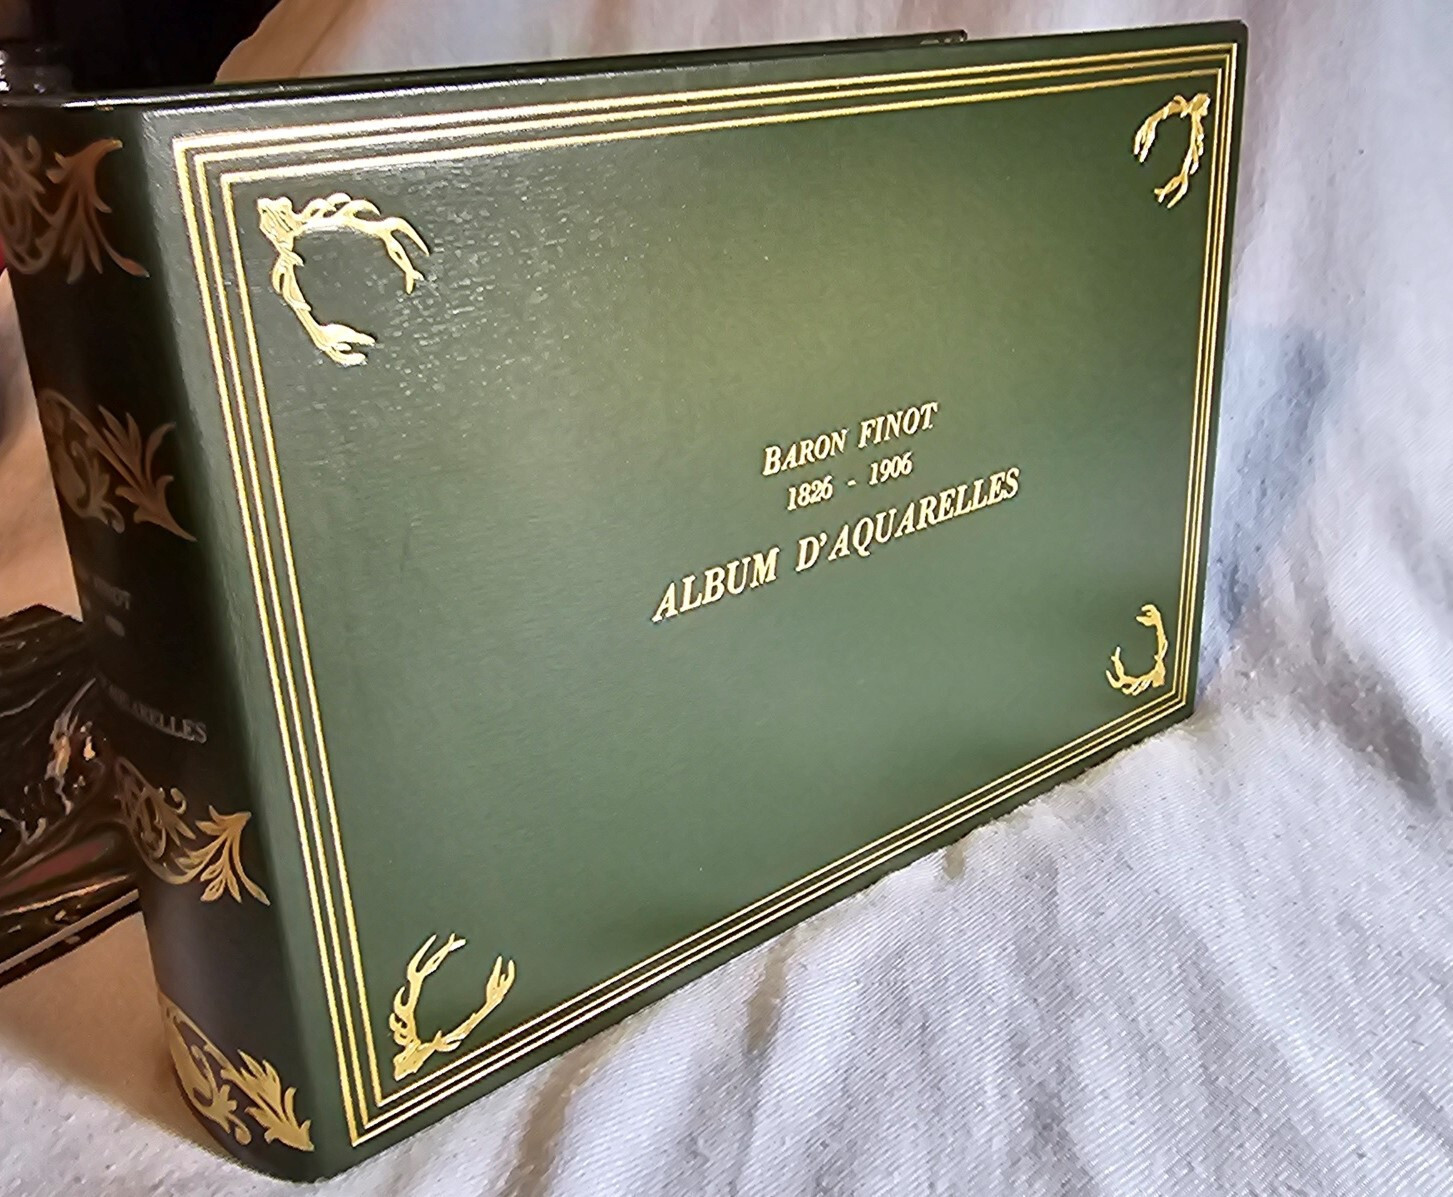 BARON FINOT
1826 - 1906
ALBUM D'AQUARELLES